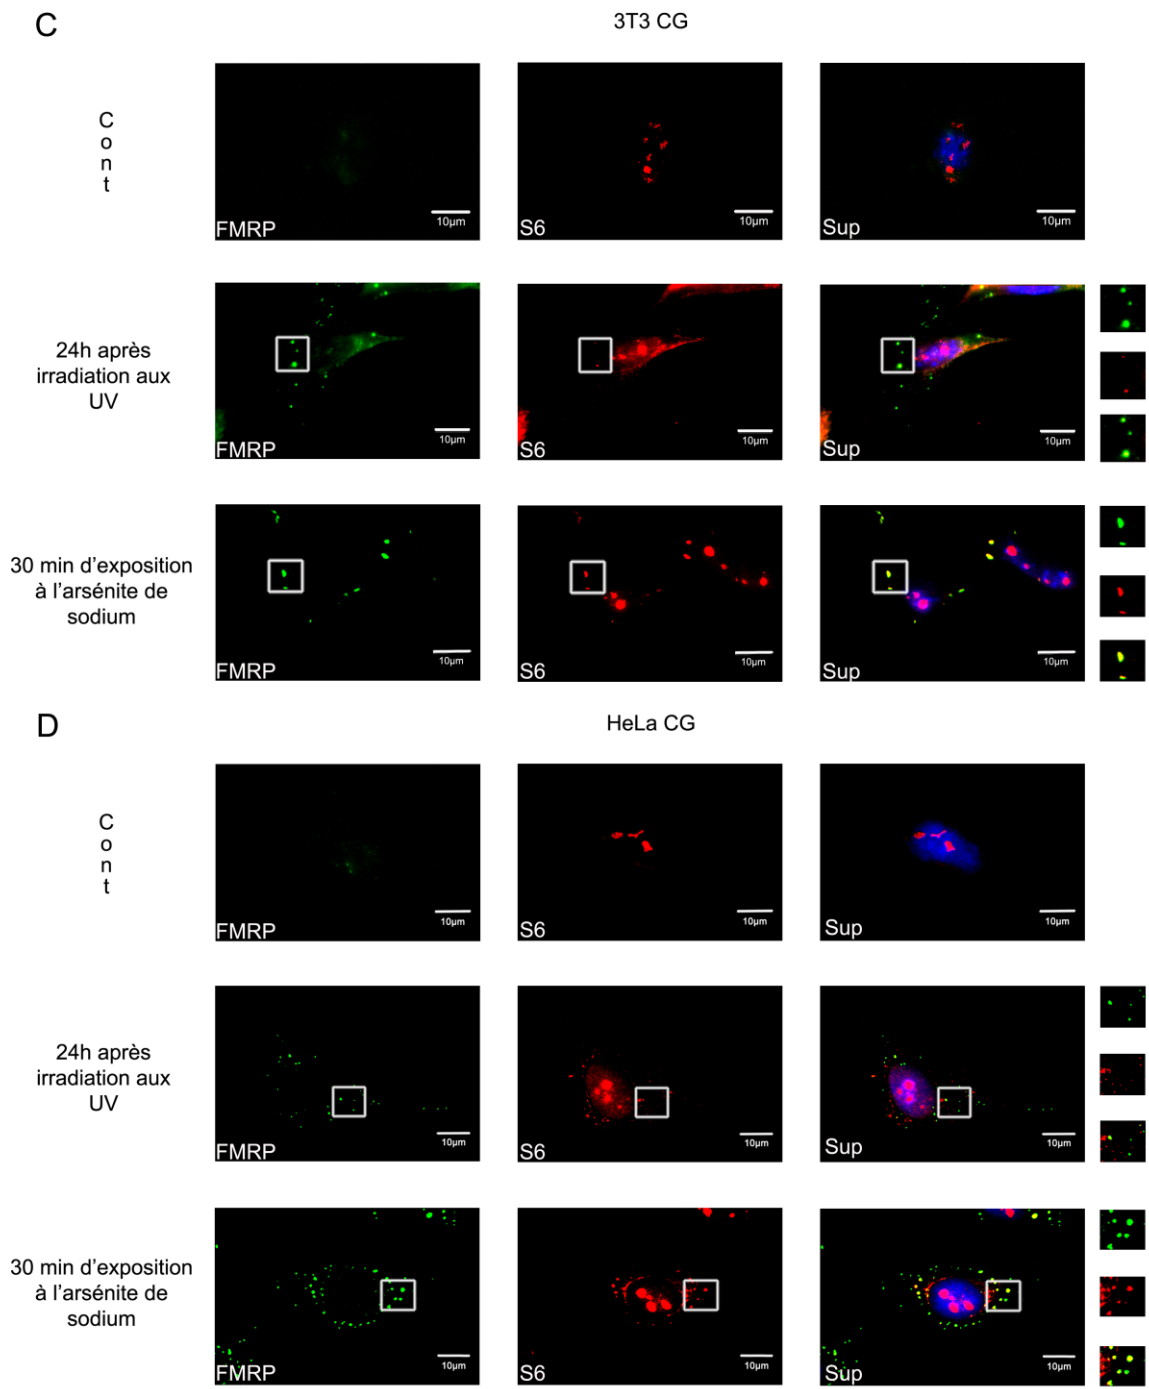 C
3T3 CG
C
o
n
t
FMRP
10µm
S6
10µm
Sup
10µm
24h après
irradiation aux
UV
FMRP
10µm
S6
10µm
Sup
10µm
30 min d’exposition
à l’arsénite de
sodium
FMRP
10µm
S6
10µm
Sup
10µm
D
HeLa CG
C
o
n
t
FMRP
10µm
S6
10µm
Sup
10µm
24h après
irradiation aux
UV
FMRP
10µm
S6
10µm
Sup
10µm
30 min d’exposition
à l’arsénite de
sodium
FMRP
10µm
S6
10µm
Sup
10µm